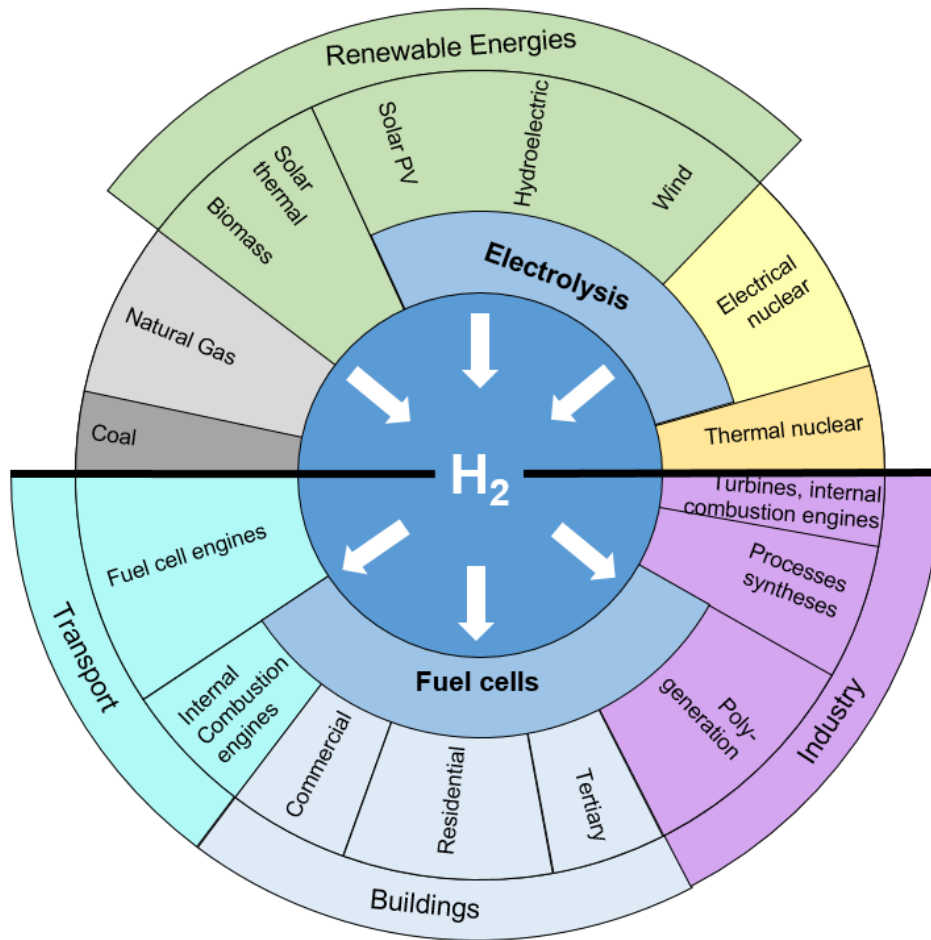 Renewable Energies
Solar PV
Hydroelectric
Wind
Solar
thermal
Biomass
Electrolysis
Electrical
nuclear
Natural Gas
Coal
Thermal nuclear
H2
Turbines, internal
combustion engines
Fuel cell engines
Processes
syntheses
Transport
Internal
Combustion
engines
Fuel cells
Poly-
generation
Industry
Commercial
Residential
Tertiary
Buildings